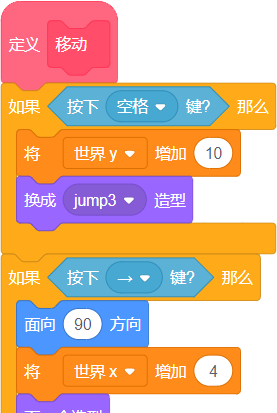 定义 移动
如果 按下 空格 键? 那么
将 世界 y 增加 10
换成 jump3 造型
如果 按下 → 键? 那么
面向 90 方向
将 世界 x 增加 4